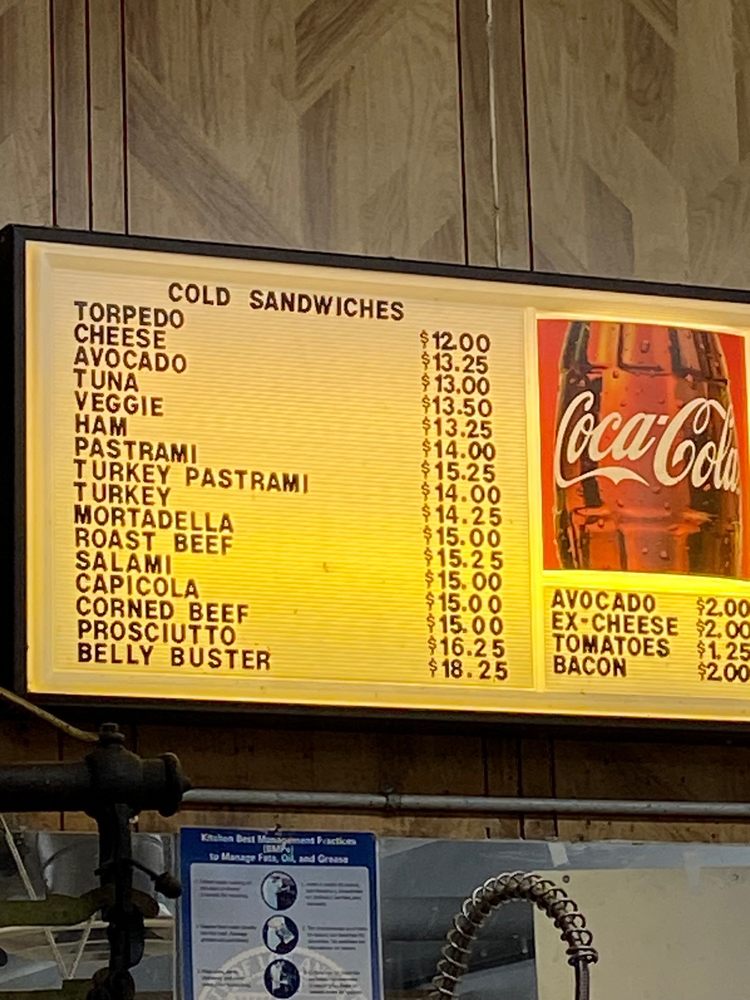 COLD SANDWICHES
TORPEDO $12.00
CHEESE $13.25
AVOCADO $13.00
TUNA $13.50
VEGGIE $13.25
HAM $14.00
PASTRAMI $15.25
TURKEY PASTRAMI $14.00
TURKEY $14.25
MORTADELLA $15.00
ROAST BEEF $15.25
SALAMI $15.00
CAPICOLA $15.00
CORNED BEEF $15.00
PROSCIUTTO $16.25
BELLY BUSTER $18.25
Coca-Cola
AVOCADO $2.00
EX-CHEESE $2.00
TOMATOES $1.25
BACON $2.00
Kitchen Best Management Practices
(BMPs)
to Manage Fats, Oil, and Grease